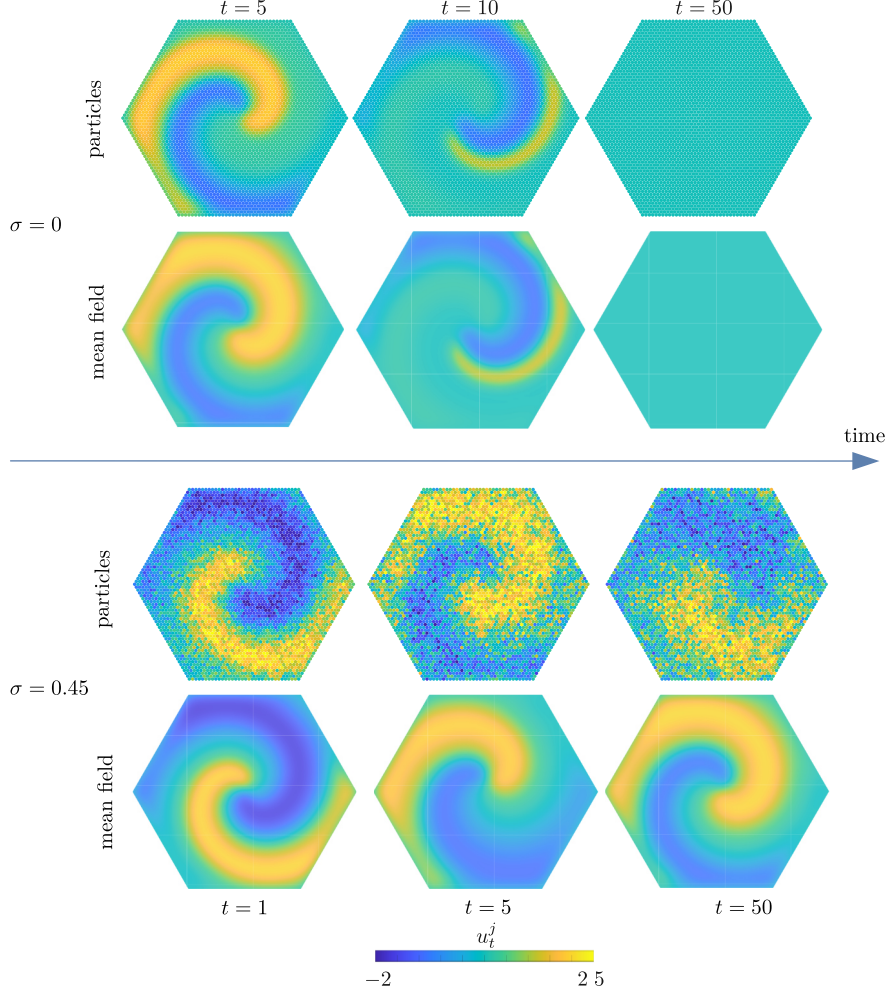 t = 5 t = 10 t = 50
particles
σ = 0
mean field
time
particles
σ = 0.45
mean field
t = 1 t = 5 t = 50
u_t^j
−2 2 5